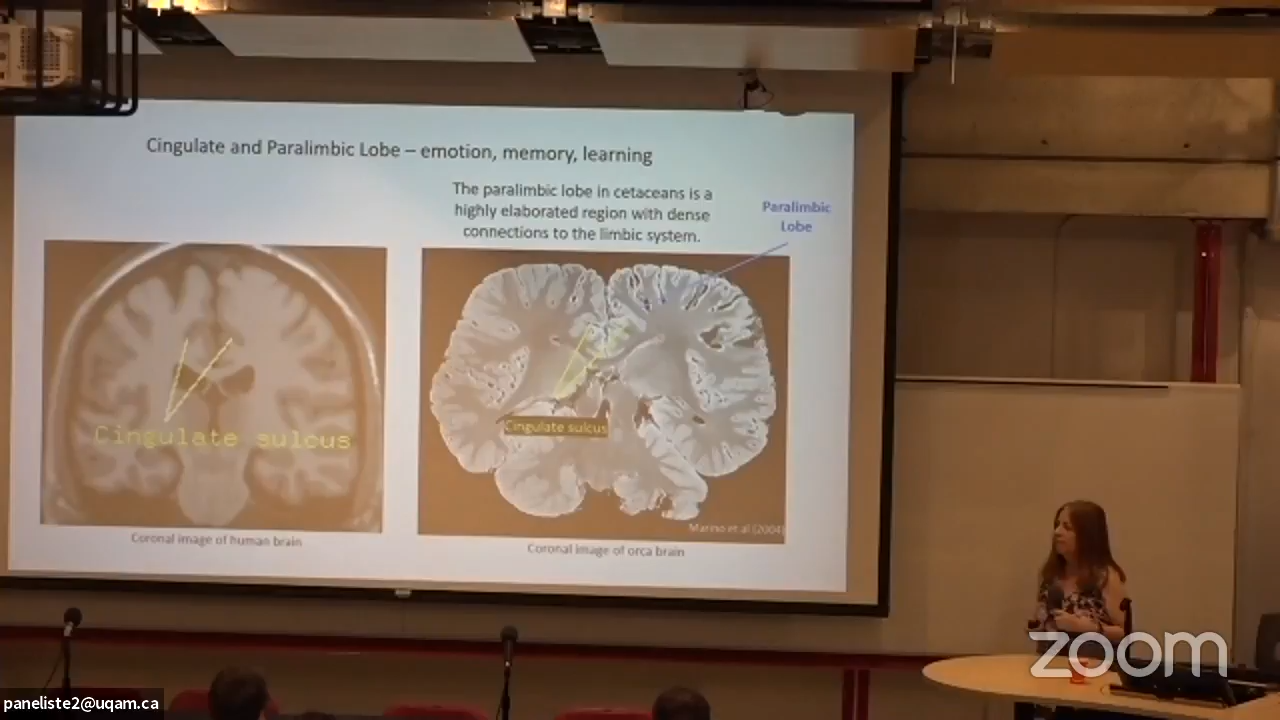 Cingulate and Paralimbic Lobe – emotion, memory, learning
The paralimbic lobe in cetaceans is a
highly elaborated region with dense
connections to the limbic system.
Paralimbic
Lobe
Cingulate sulcus
Cingulate sulcus
Marino et al (2004)
Coronal image of human brain
Coronal image of orca brain
zoom
paneliste2@uqam.ca